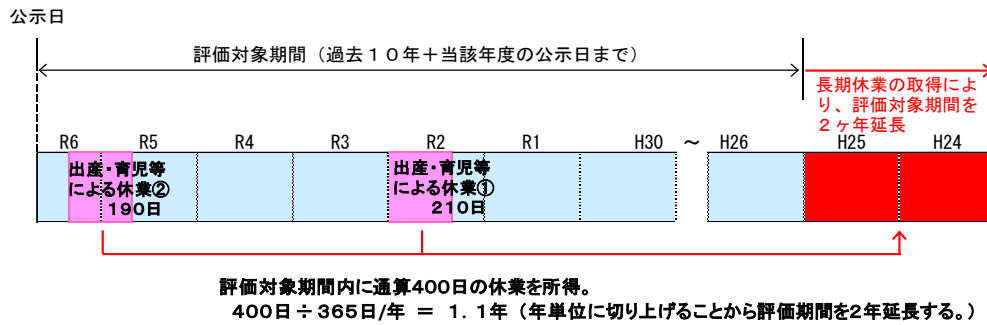 公示日
評価対象期間（過去１０年＋当該年度の公示日まで）
長期休業の取得によ
り、評価対象期間を
２ヶ年延長
R6 R5 R4 R3 R2 R1 H30 ～ H26 H25 H24
出産・育児等
による休業②
190日
出産・育児等
による休業①
210日
評価対象期間内に通算400日の休業を所得。
400日÷365日/年 ＝ 1．1年（年単位に切り上げることから評価期間を2年延長する。）